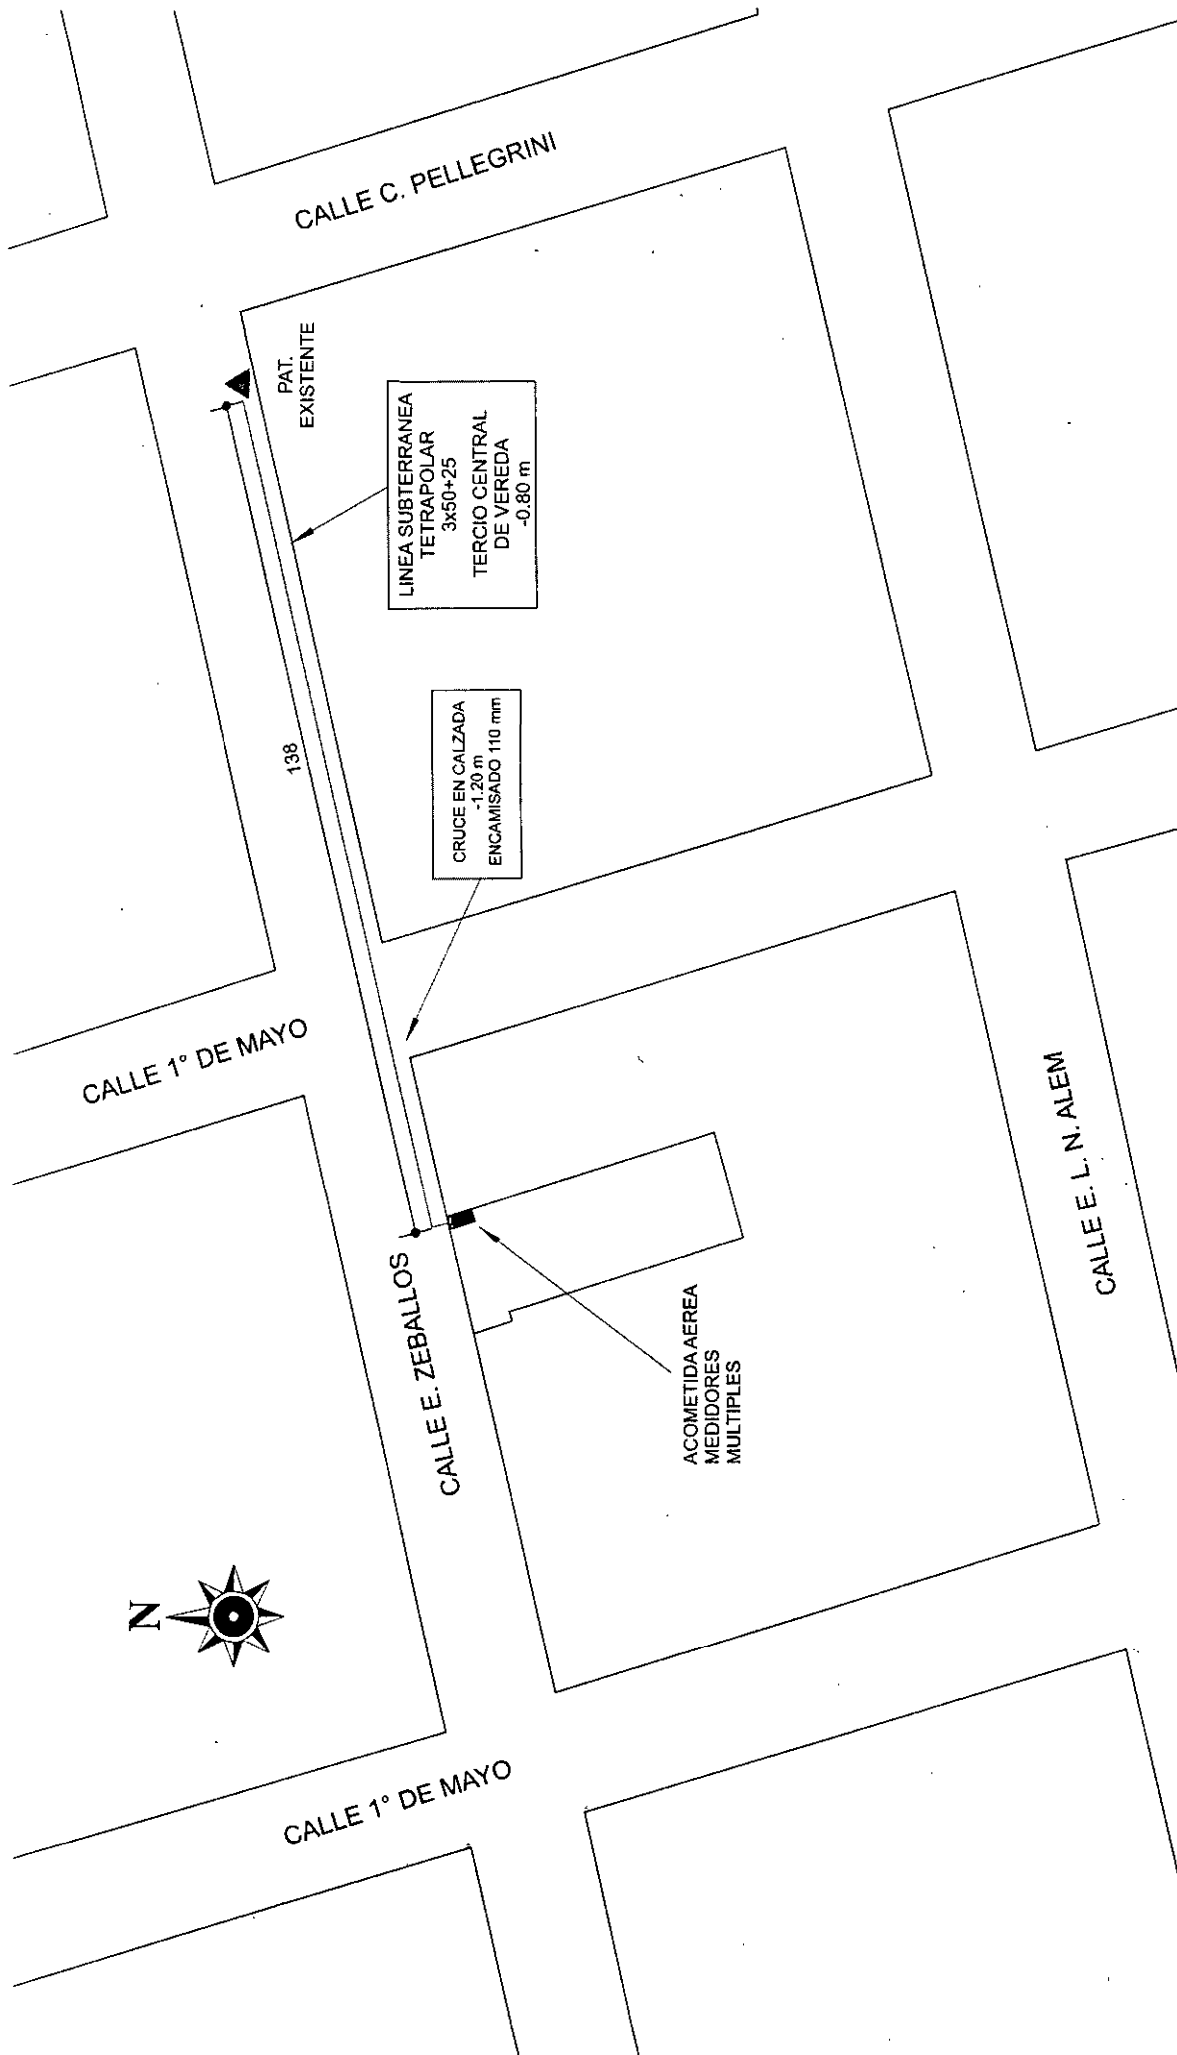 CALLE C. PELLEGRINI
PAT.
EXISTENTE
LINEA SUBTERRANEA
TETRAPOLAR
3x50+25
TERCIO CENTRAL
DE VEREDA
-0.80 m
138
CRUCE EN CALZADA
-1.20 m
ENCAMISADO 110 mm
CALLE 1° DE MAYO
CALLE E. ZEBALLOS
ACOMETIDA AEREA
MEDIDORES
MULTIPLES
CALLE E. L. N. ALEM
N
CALLE 1° DE MAYO